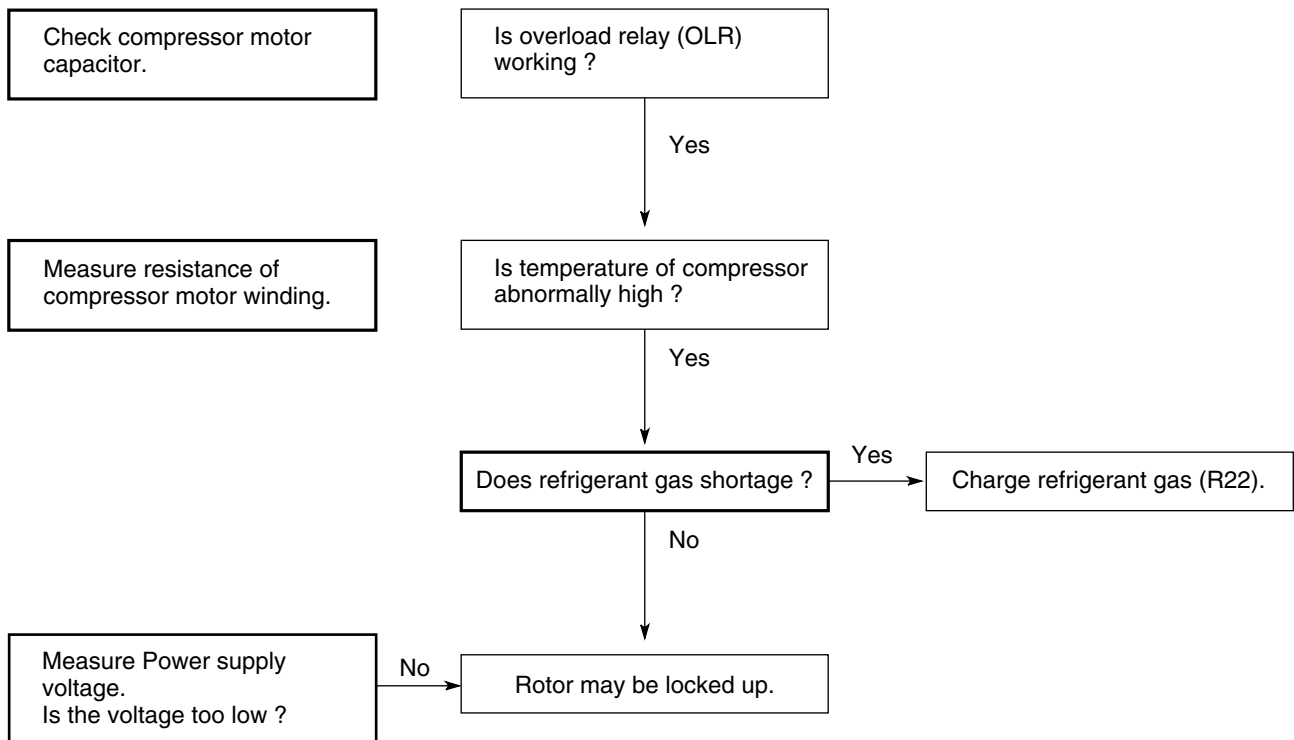 Check compressor motor
capacitor.
Is overload relay (OLR)
working ?
Yes
Measure resistance of
compressor motor winding.
Is temperature of compressor
abnormally high ?
Yes
Does refrigerant gas shortage ?
Yes
Charge refrigerant gas (R22).
No
Measure Power supply
voltage.
Is the voltage too low ?
No
Rotor may be locked up.